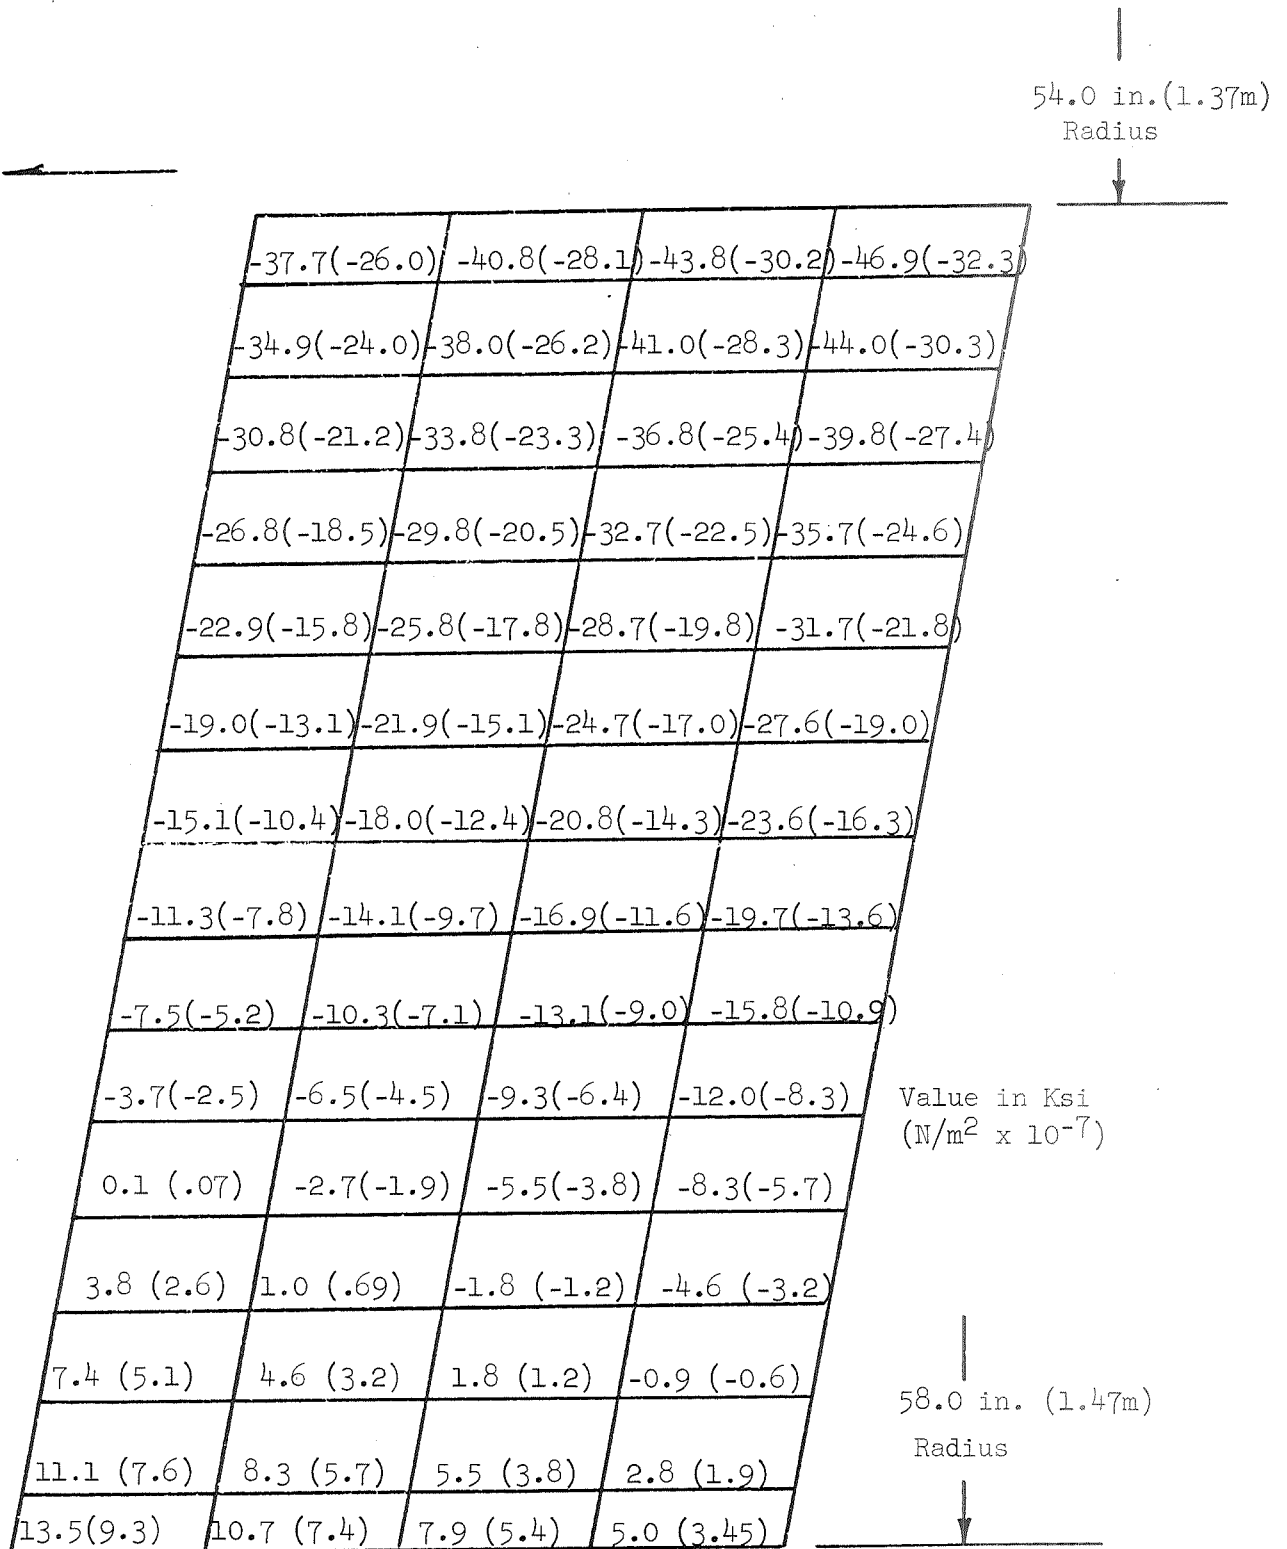 54.0 in.(1.37m)
Radius
-37.7(-26.0) -40.8(-28.1) -43.8(-30.2) -46.9(-32.3)
-34.9(-24.0) -38.0(-26.2) -41.0(-28.3) -44.0(-30.3)
-30.8(-21.2) -33.8(-23.3) -36.8(-25.4) -39.8(-27.4)
-26.8(-18.5) -29.8(-20.5) -32.7(-22.5) -35.7(-24.6)
-22.9(-15.8) -25.8(-17.8) -28.7(-19.8) -31.7(-21.8)
-19.0(-13.1) -21.9(-15.1) -24.7(-17.0) -27.6(-19.0)
-15.1(-10.4) -18.0(-12.4) -20.8(-14.3) -23.6(-16.3)
-11.3(-7.8) -14.1(-9.7) -16.9(-11.6) -19.7(-13.6)
-7.5(-5.2) -10.3(-7.1) -13.1(-9.0) -15.8(-10.9)
-3.7(-2.5) -6.5(-4.5) -9.3(-6.4) -12.0(-8.3)
Value in Ksi
(N/m² x 10⁻⁷)
0.1 (.07) -2.7(-1.9) -5.5(-3.8) -8.3(-5.7)
3.8 (2.6) 1.0 (.69) -1.8 (-1.2) -4.6 (-3.2)
7.4 (5.1) 4.6 (3.2) 1.8 (1.2) -0.9 (-0.6)
58.0 in. (1.47m)
Radius
11.1 (7.6) 8.3 (5.7) 5.5 (3.8) 2.8 (1.9)
13.5(9.3) 10.7 (7.4) 7.9 (5.4) 5.0 (3.45)